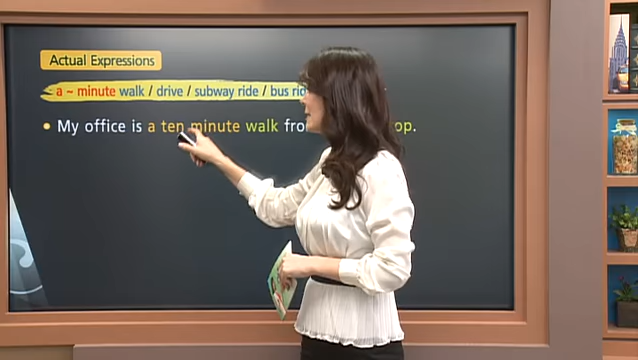 Actual Expressions
a ~ minute walk / drive / subway ride / bus
• My office is a ten minute walk